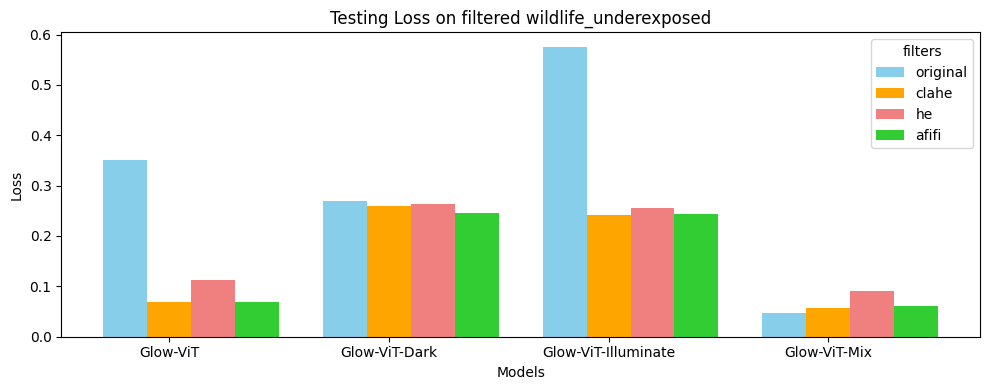 Testing Loss on filtered wildlife_underexposed
filters
original
clahe
he
afifi
0.6
0.5
0.4
0.3
0.2
0.1
0.0
Loss
Glow-ViT
Glow-ViT-Dark
Glow-ViT-Illuminate
Glow-ViT-Mix
Models